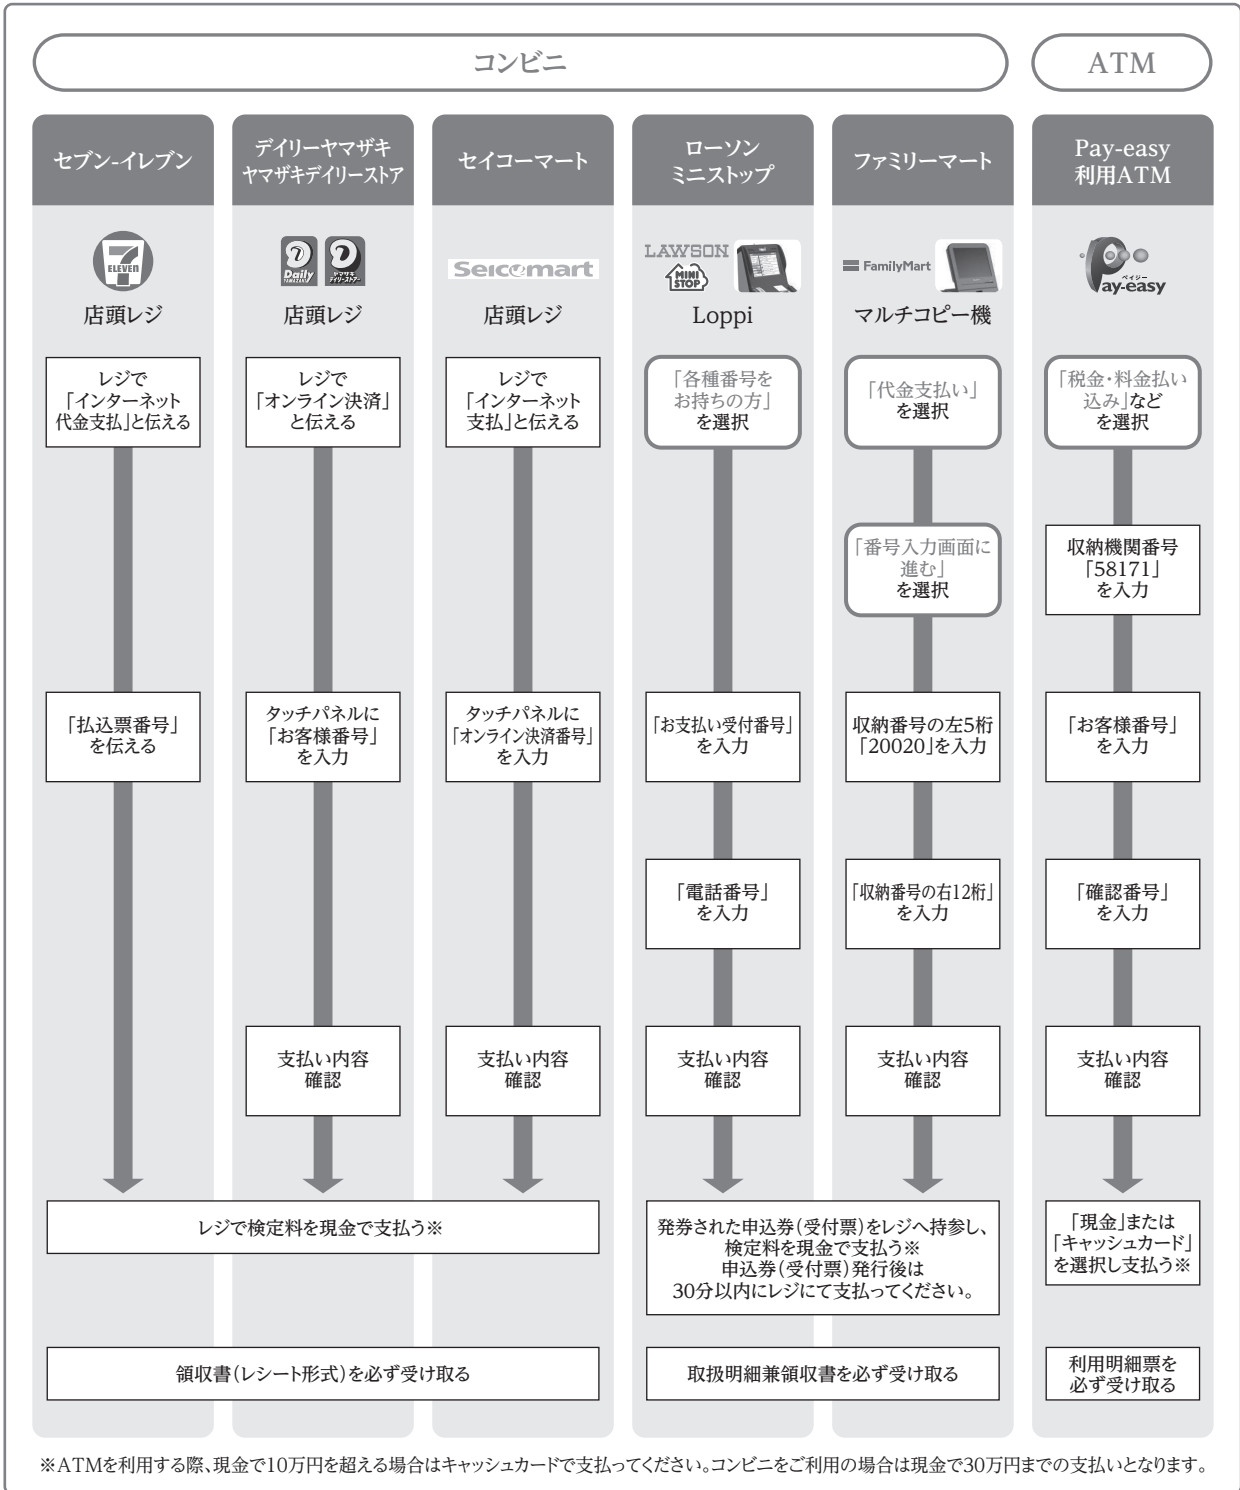 コンビニ
ATM
セブン-イレブン
デイリーヤマザキ
ヤマザキデイリーストア
セイコーマート
ローソン
ミニストップ
ファミリーマート
Pay-easy
利用ATM
7
ELEVEN
Daily
YAMAZAKI
ヤマザキ
デイリーストアー
Seicomart
LAWSON
MINI
STOP
FamilyMart
ペイジー
Pay-easy
店頭レジ
店頭レジ
店頭レジ
Loppi
マルチコピー機
レジで
「インターネット
代金支払」と伝える
レジで
「オンライン決済」
と伝える
レジで
「インターネット
支払」と伝える
「各種番号を
お持ちの方」
を選択
「代金支払い」
を選択
「税金・料金払い
込み」など
を選択
「番号入力画面に
進む」
を選択
収納機関番号
「58171」
を入力
「払込票番号」
を伝える
タッチパネルに
「お客様番号」
を入力
タッチパネルに
「オンライン決済番号」
を入力
「お支払い受付番号」
を入力
収納番号の左5桁
「20020」を入力
「お客様番号」
を入力
「電話番号」
を入力
「収納番号の右12桁」
を入力
「確認番号」
を入力
支払い内容
確認
支払い内容
確認
支払い内容
確認
支払い内容
確認
支払い内容
確認
レジで検定料を現金で支払う※
発券された申込券(受付票)をレジへ持参し、
検定料を現金で支払う※
申込券(受付票)発行後は
30分以内にレジにて支払ってください。
「現金」または
「キャッシュカード」
を選択し支払う※
領収書(レシート形式)を必ず受け取る
取扱明細兼領収書を必ず受け取る
利用明細票を
必ず受け取る
※ATMを利用する際、現金で10万円を超える場合はキャッシュカードで支払ってください。コンビニをご利用の場合は現金で30万円までの支払いとなります。